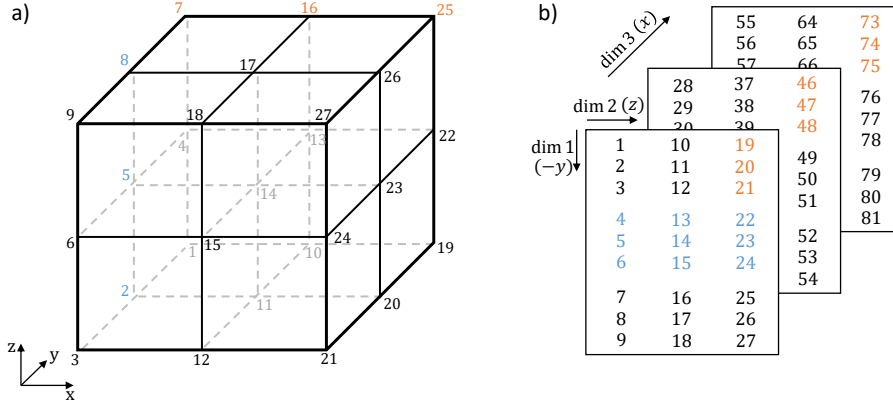 a)
7 16 25
8 17 26
9 18 27
4 13 22
5 14 23
6 15 24
1 10 19
2 11 20
3 12 21
z y x
b)
dim 3 (x)
dim 2 (z)
dim 1
(−y)
55 64 73
56 65 74
57 66 75
76
77
78
79
80
81
28 37 46
29 38 47
30 39 48
49
50
51
52
53
54
1 10 19
2 11 20
3 12 21
4 13 22
5 14 23
6 15 24
7 16 25
8 17 26
9 18 27